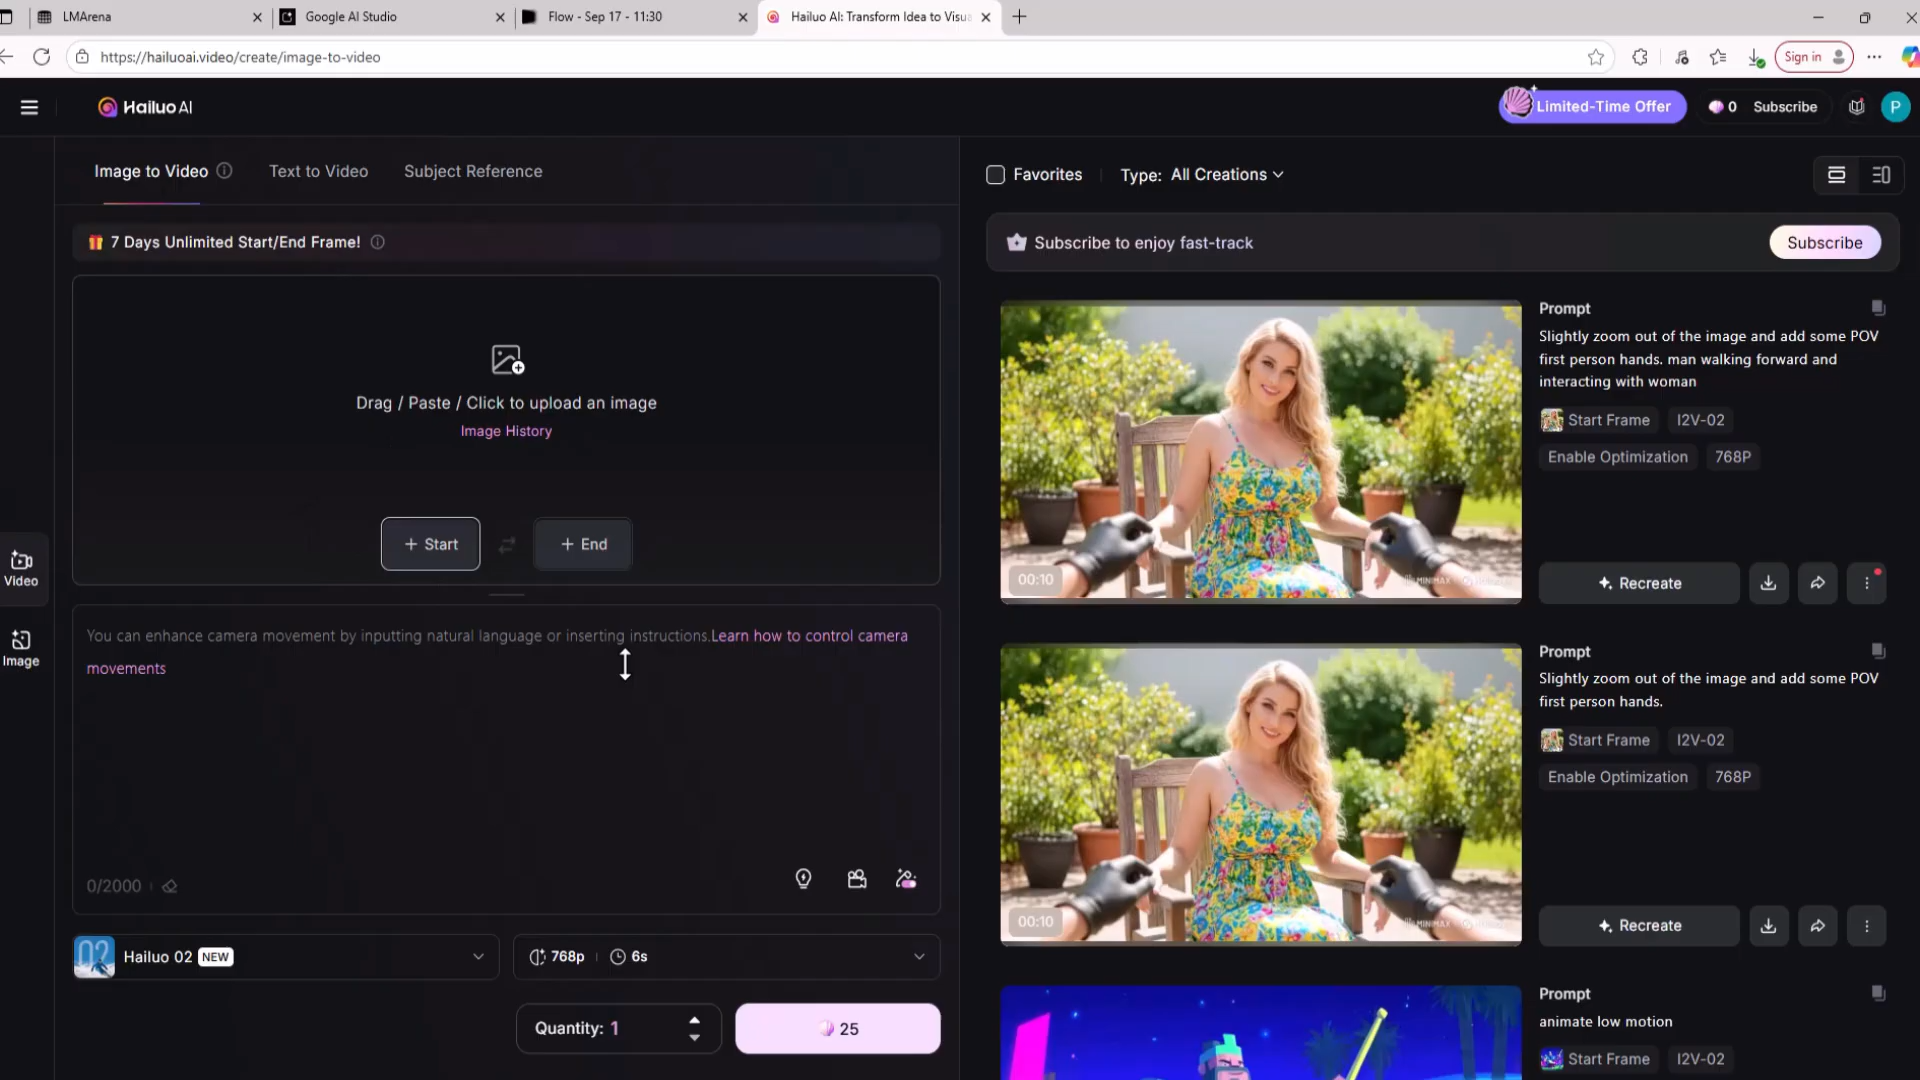 LMArena
Google AI Studio
Flow - Sep 17 - 11:30
Hailuo AI: Transform Idea to Visu
https://hailuoai.video/create/image-to-video
Sign in
Hailuo AI
Limited-Time Offer
0
Subscribe
P
Image to Video
Text to Video
Subject Reference
Favorites
Type: All Creations
7 Days Unlimited Start/End Frame!
Subscribe to enjoy fast-track
Subscribe
Drag / Paste / Click to upload an image
Image History
+ Start
+ End
Video
Image
You can enhance camera movement by inputting natural language or inserting instructions.Learn how to control camera
movements
0/2000
02
Hailuo 02 NEW
768p
6s
Quantity: 1
25
00:10
MINIMAX
Prompt
Slightly zoom out of the image and add some POV
first person hands. man walking forward and
interacting with woman
Start Frame
I2V-02
Enable Optimization
768P
Recreate
00:10
MINIMAX
Prompt
Slightly zoom out of the image and add some POV
first person hands.
Start Frame
I2V-02
Enable Optimization
768P
Recreate
Prompt
animate low motion
Start Frame
I2V-02